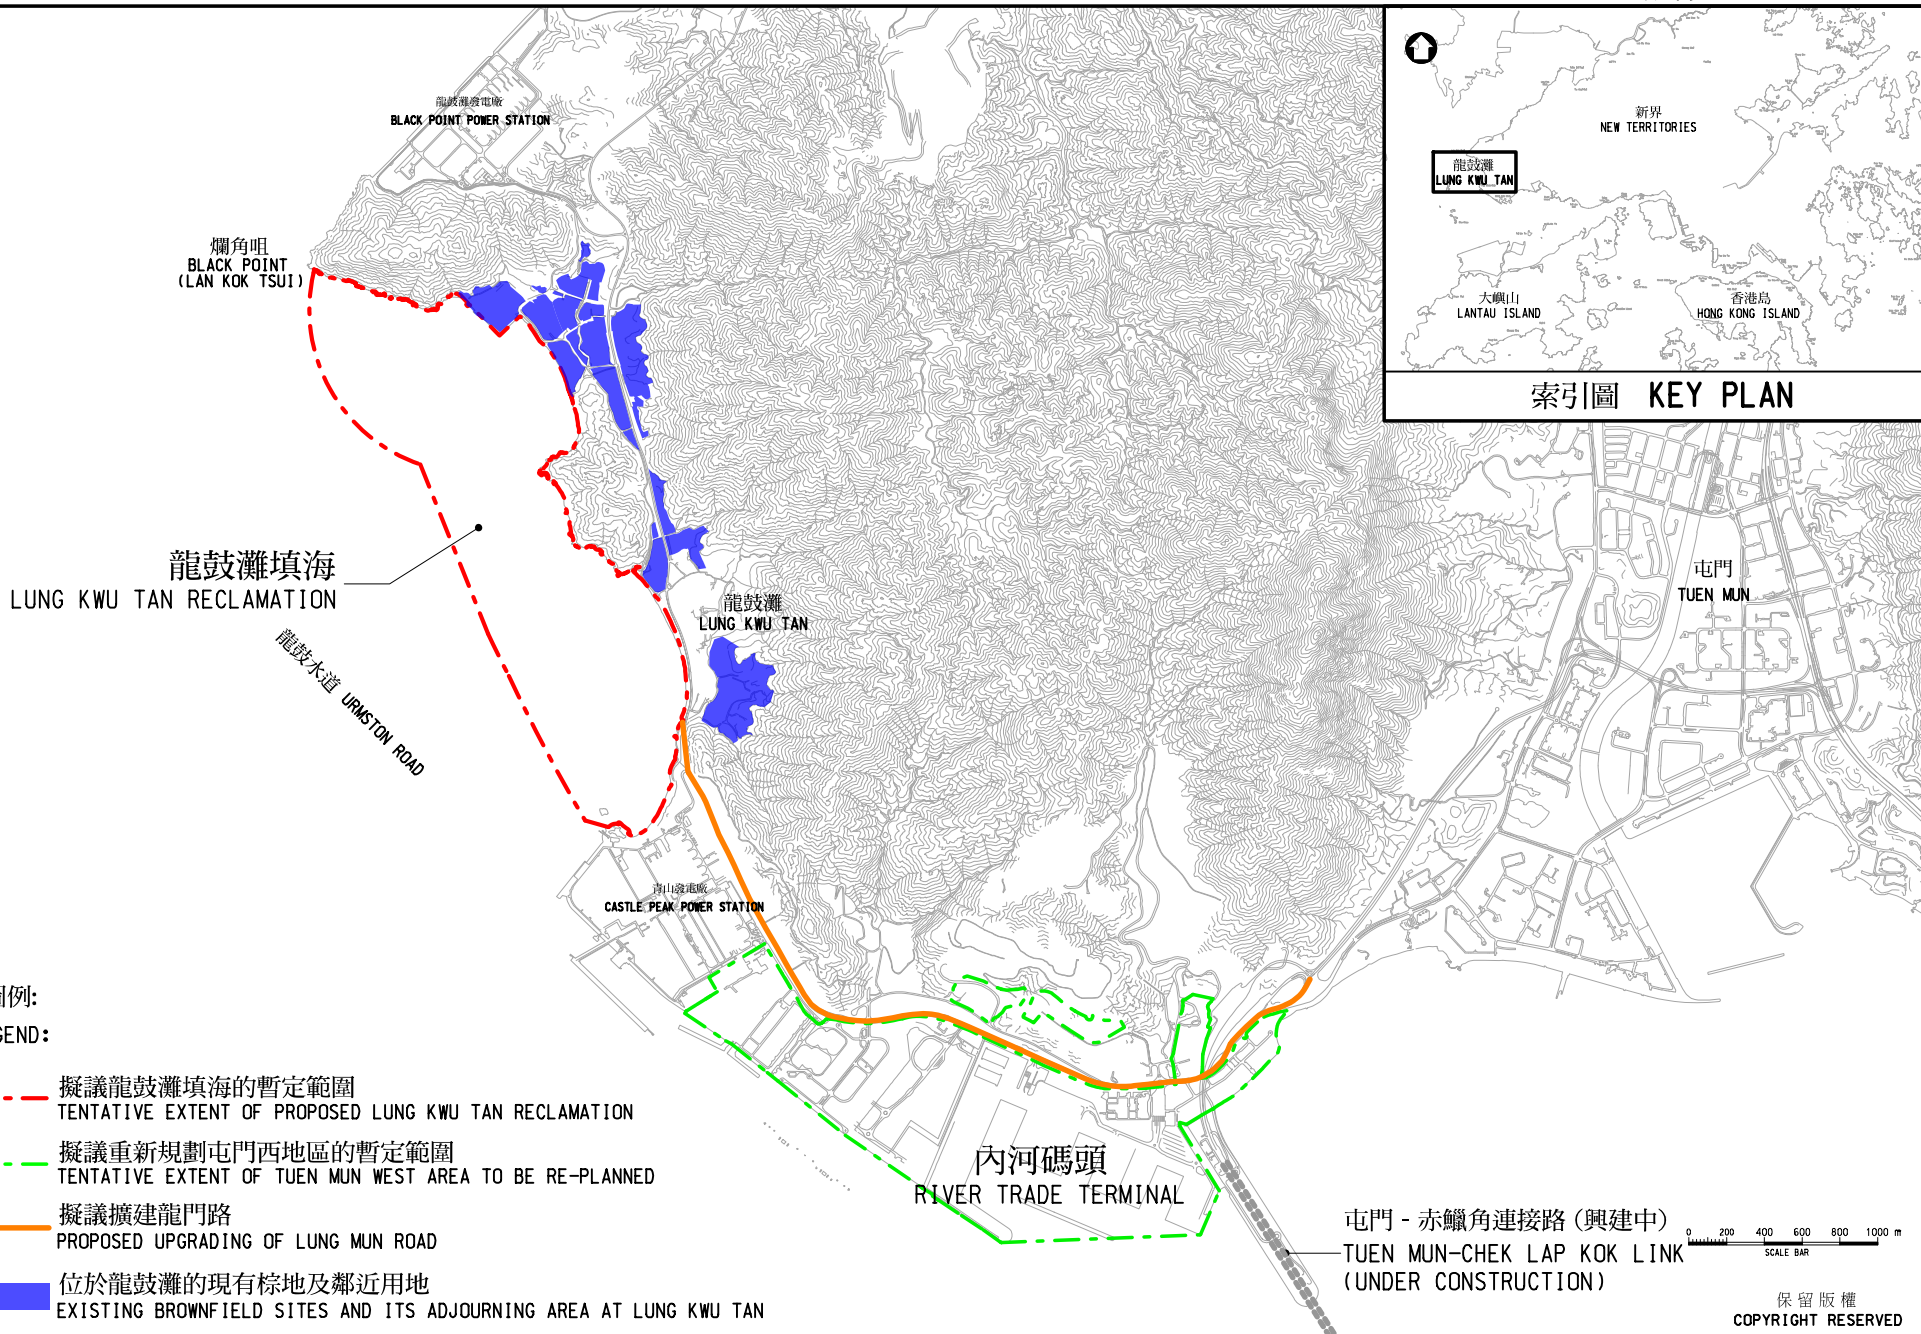 龍鼓灘發電廠
BLACK POINT POWER STATION
爛角咀
BLACK POINT
(LAN KOK TSUI)
新界
NEW TERRITORIES
龍鼓灘
LUNG KWU TAN
大嶼山
LANTAU ISLAND
香港島
HONG KONG ISLAND
索引圖 KEY PLAN
龍鼓灘填海
LUNG KWU TAN RECLAMATION
龍鼓水道 URMSTON ROAD
龍鼓灘
LUNG KWU TAN
屯門
TUEN MUN
青山發電廠
CASTLE PEAK POWER STATION
內河碼頭
RIVER TRADE TERMINAL
屯門 - 赤鱲角連接路 (興建中)
TUEN MUN-CHEK LAP KOK LINK
(UNDER CONSTRUCTION)
0 200 400 600 800 1000 m
SCALE BAR
例:
GEND:
擬議龍鼓灘填海的暫定範圍
TENTATIVE EXTENT OF PROPOSED LUNG KWU TAN RECLAMATION
擬議重新規劃屯門西地區的暫定範圍
TENTATIVE EXTENT OF TUEN MUN WEST AREA TO BE RE-PLANNED
擬議擴建龍門路
PROPOSED UPGRADING OF LUNG MUN ROAD
位於龍鼓灘的現有棕地及鄰近用地
EXISTING BROWNFIELD SITES AND ITS ADJOURNING AREA AT LUNG KWU TAN
保留版權
COPYRIGHT RESERVED